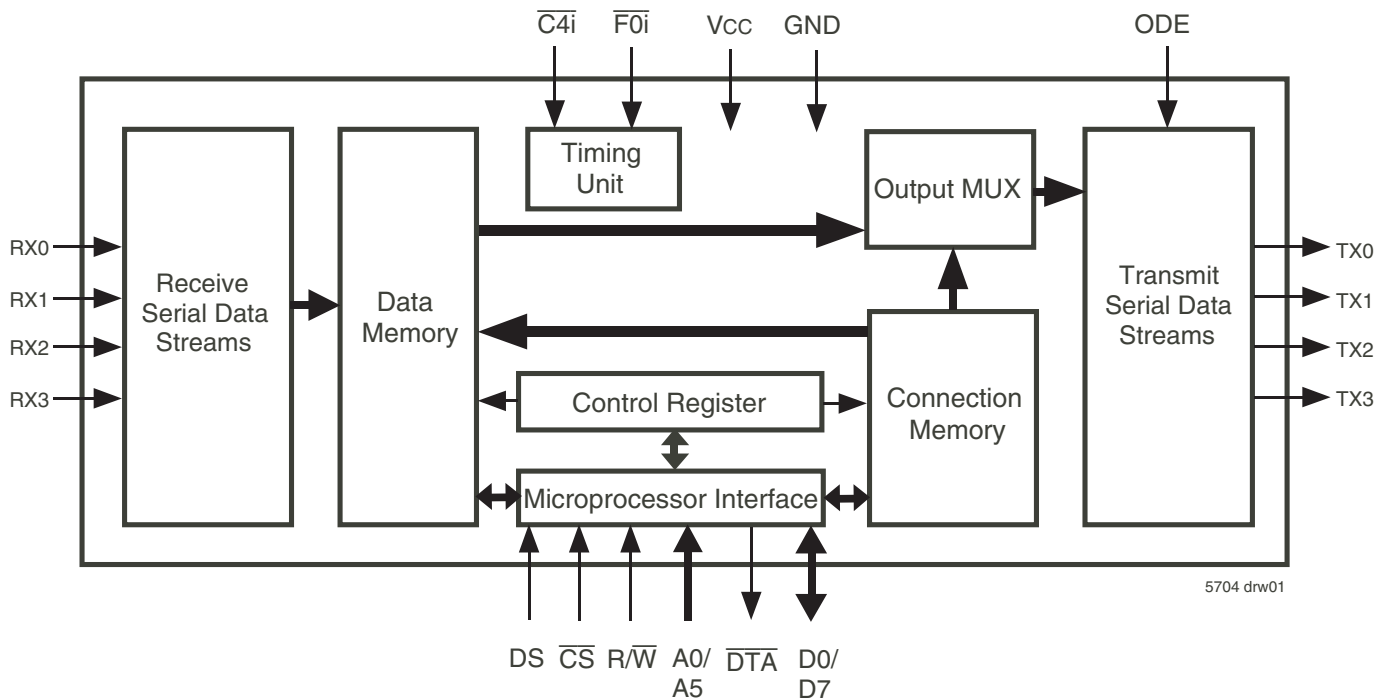 C4i F0i VCC GND ODE
Timing
Unit
Output MUX
RX0
RX1
RX2
RX3
Receive
Serial Data
Streams
Data
Memory
Control Register
Connection
Memory
Microprocessor Interface
Transmit
Serial Data
Streams
TX0
TX1
TX2
TX3
5704 drw01
DS CS R/W A0/ DTA D0/
A5 D7